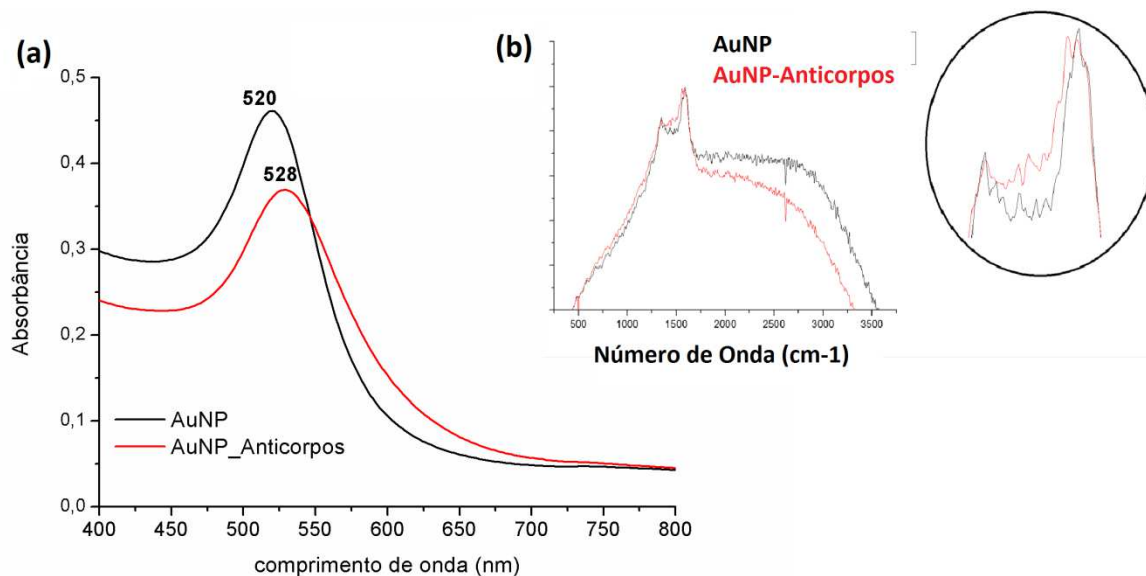 (a)
0,5
0,4
0,3
0,2
0,1
0,0
Absorbância
520
528
AuNP
AuNP_Anticorpos
400
450
500
550
600
650
700
750
800
comprimento de onda (nm)
(b)
AuNP
AuNP-Anticorpos
500
1000
1500
2000
2500
3000
3500
Número de Onda (cm-1)